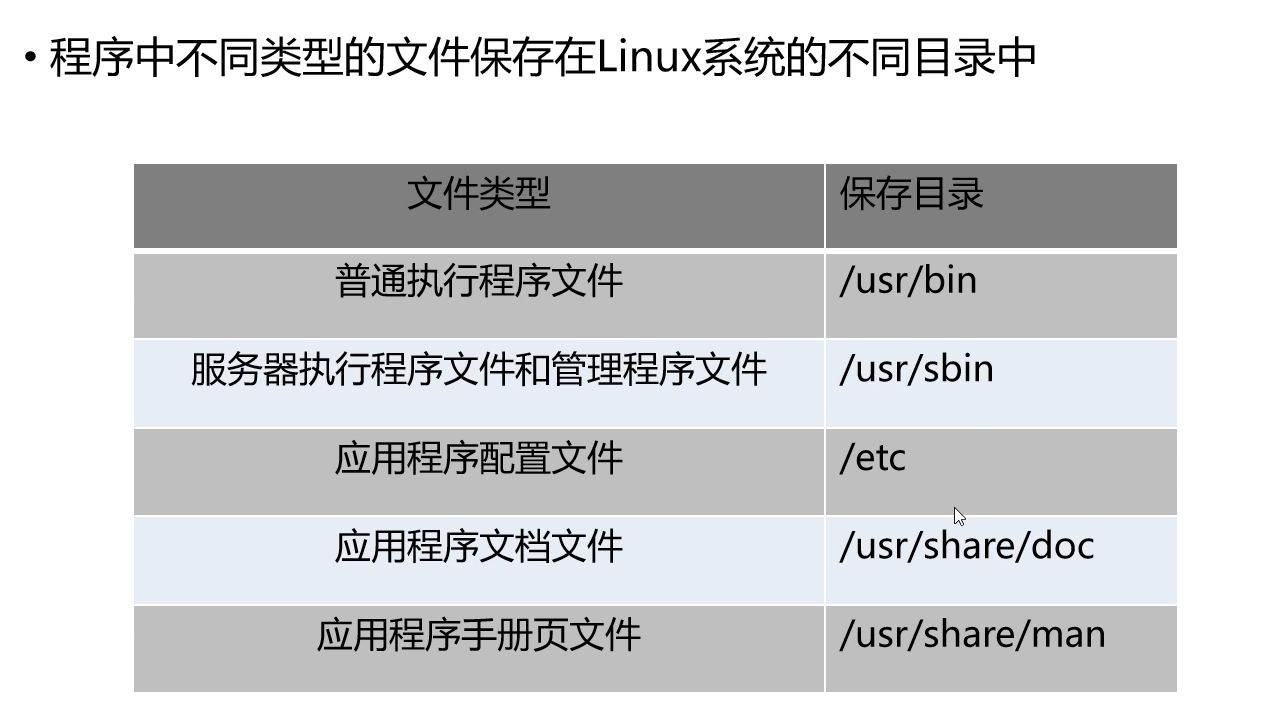 • 程序中不同类型的文件保存在Linux系统的不同目录中
文件类型 保存目录
普通执行程序文件 /usr/bin
服务器执行程序文件和管理程序文件 /usr/sbin
应用程序配置文件 /etc
应用程序文档文件 /usr/share/doc
应用程序手册页文件 /usr/share/man